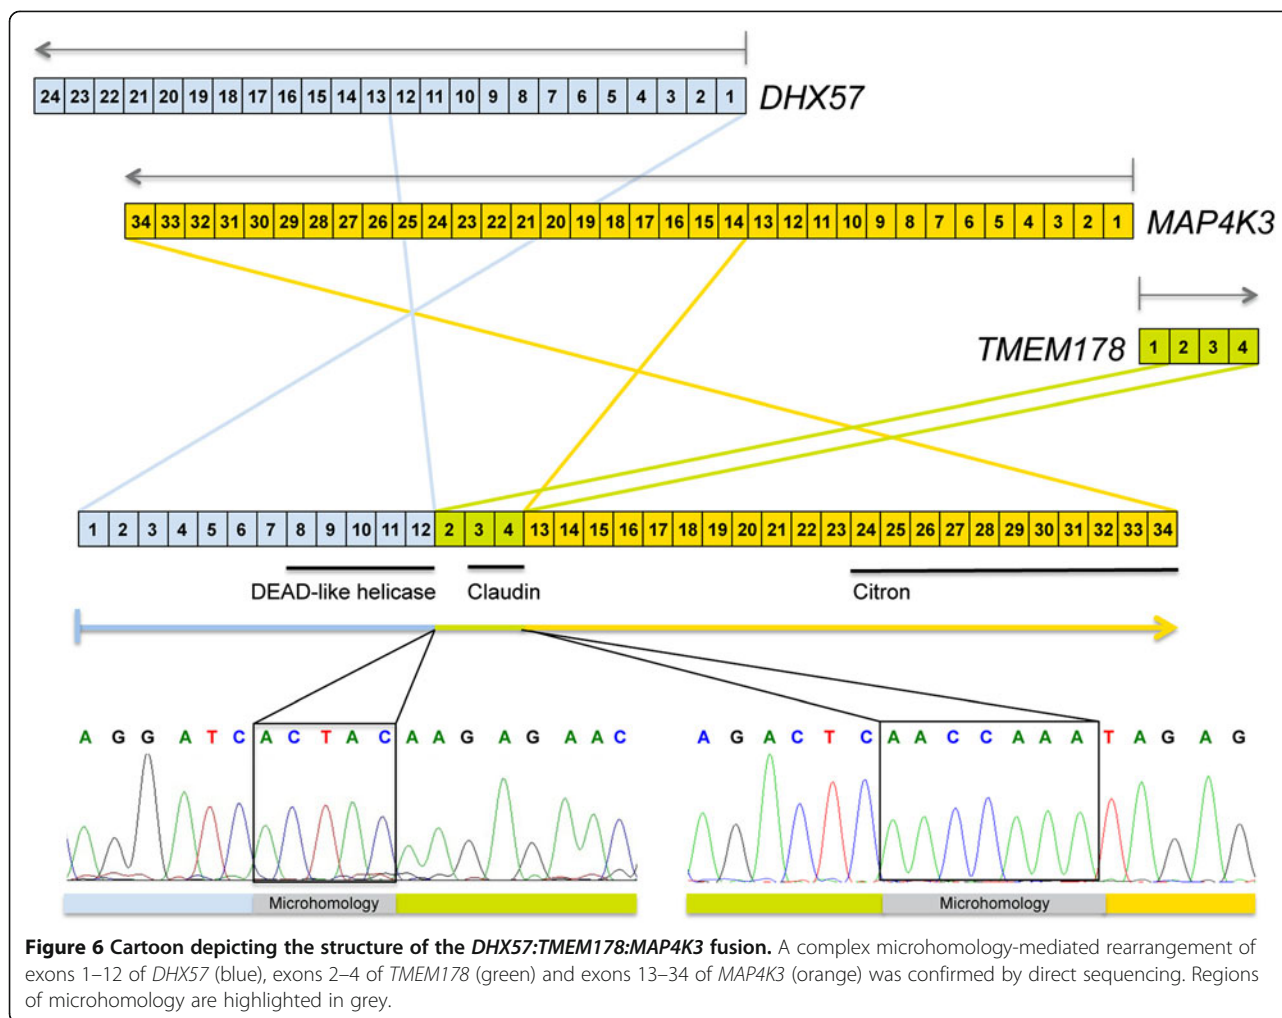 24 23 22 21 20 19 18 17 16 15 14 13 12 11 10 9 8 7 6 5 4 3 2 1 DHX57
34 33 32 31 30 29 28 27 26 25 24 23 22 21 20 19 18 17 16 15 14 13 12 11 10 9 8 7 6 5 4 3 2 1 MAP4K3
TMEM178 1 2 3 4
1 2 3 4 5 6 7 8 9 10 11 12 2 3 4 13 14 15 16 17 18 19 20 21 22 23 24 25 26 27 28 29 30 31 32 33 34
DEAD-like helicase Claudin Citron
A G G A T C A C T A C A A G A G A A C A G A C T C A A C C A A A T A G A G
Microhomology Microhomology
Figure 6 Cartoon depicting the structure of the DHX57:TMEM178:MAP4K3 fusion. A complex microhomology-mediated rearrangement of
exons 1–12 of DHX57 (blue), exons 2–4 of TMEM178 (green) and exons 13–34 of MAP4K3 (orange) was confirmed by direct sequencing. Regions
of microhomology are highlighted in grey.